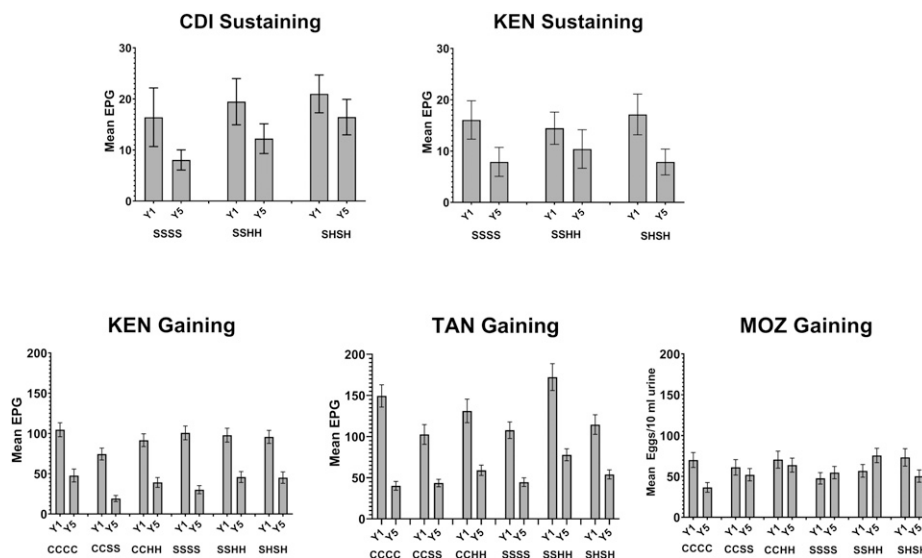 CDI Sustaining
Mean EPG
30
20
10
0
Y1 Y5 Y1 Y5 Y1 Y5
SSSS SSHH SHSH
KEN Sustaining
Mean EPG
30
20
10
0
Y1 Y5 Y1 Y5 Y1 Y5
SSSS SSHH SHSH
KEN Gaining
Mean EPG
200
150
100
50
0
Y1 Y5 Y1 Y5 Y1 Y5 Y1 Y5 Y1 Y5 Y1 Y5
CCCC CCSS CCHH SSSS SSHH SHSH
TAN Gaining
Mean EPG
200
150
100
50
0
Y1 Y5 Y1 Y5 Y1 Y5 Y1 Y5 Y1 Y5 Y1 Y5
CCCC CCSS CCHH SSSS SSHH SHSH
MOZ Gaining
Mean Eggs/10 ml urine
200
150
100
50
0
Y1 Y5 Y1 Y5 Y1 Y5 Y1 Y5 Y1 Y5 Y1 Y5
CCCC CCSS CCHH SSSS SSHH SHSH